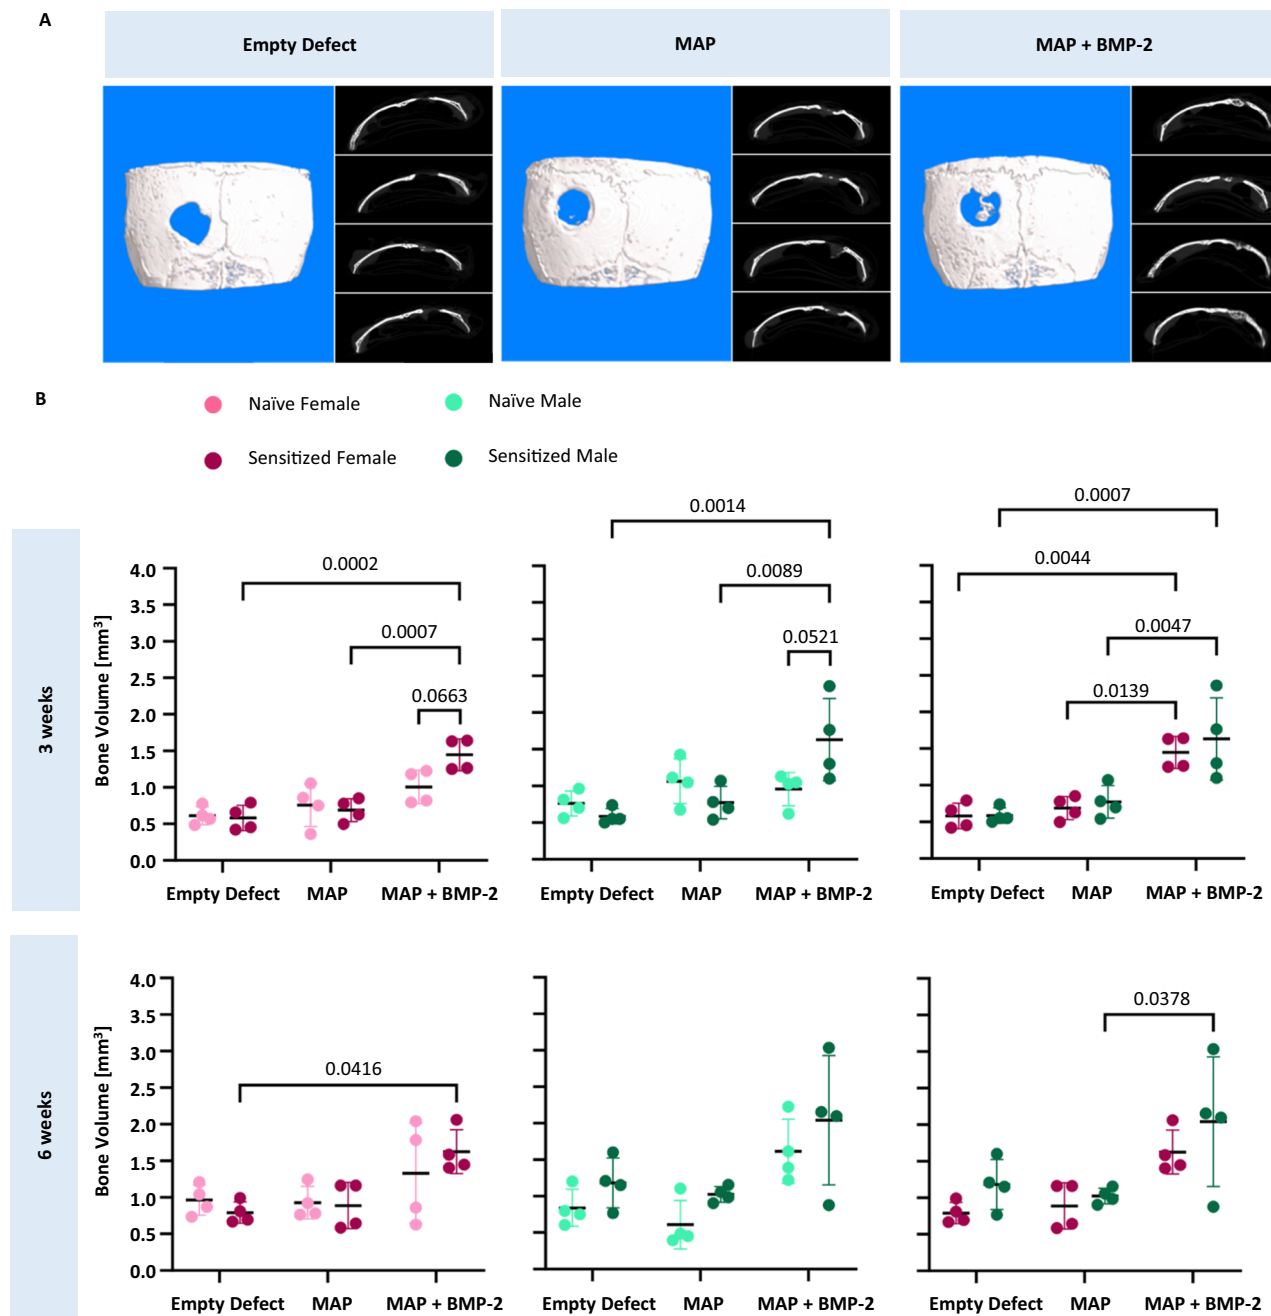 A
Empty Defect
MAP
MAP + BMP-2
B
Naïve Female
Naïve Male
Sensitized Female
Sensitized Male
3 weeks
Bone Volume [mm³]
4.0
3.5
3.0
2.5
2.0
1.5
1.0
0.5
0.0
0.0002
0.0007
0.0663
Empty Defect
MAP
MAP + BMP-2
0.0014
0.0089
0.0521
Empty Defect
MAP
MAP + BMP-2
0.0007
0.0044
0.0047
0.0139
Empty Defect
MAP
MAP + BMP-2
6 weeks
Bone Volume [mm³]
4.0
3.5
3.0
2.5
2.0
1.5
1.0
0.5
0.0
0.0416
Empty Defect
MAP
MAP + BMP-2
Empty Defect
MAP
MAP + BMP-2
0.0378
Empty Defect
MAP
MAP + BMP-2